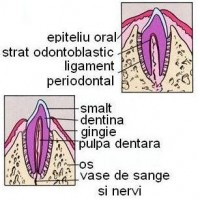 epiteliu oral
strat odontoblastic
ligament
periodontal
smalt
dentina
gingie
pulpa dentara
os
vase de sange
si nervi